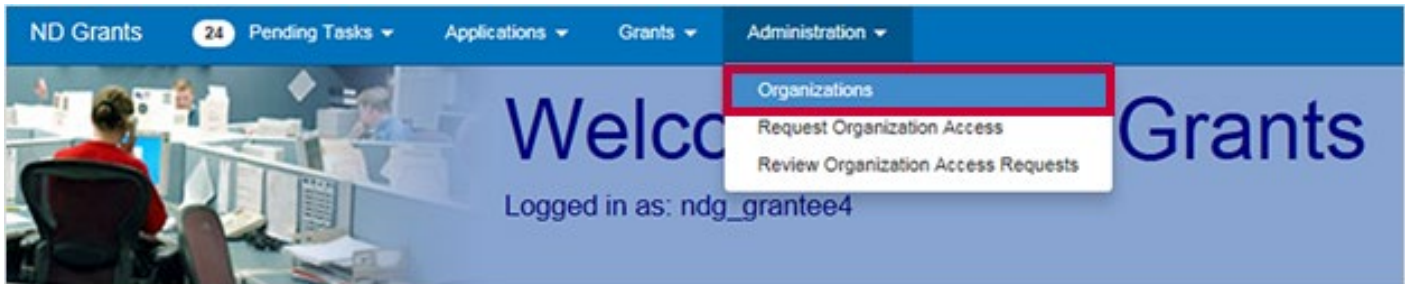 ND Grants 24 Pending Tasks Applications Grants Administration
Organizations
Request Organization Access
Review Organization Access Requests
Welco Grants
Logged in as: ndg_grantee4